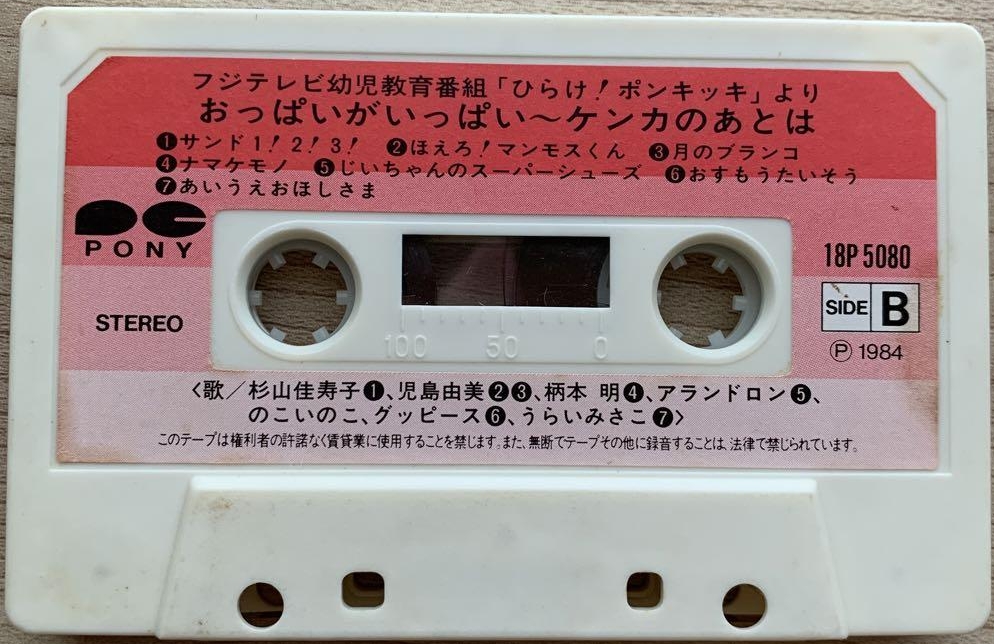 フジテレビ幼児教育番組「ひらけ！ポンキッキ」より
おっぱいがいっぱい〜ケンカのあとは
❶サンド1！2！3！ ❷ほえろ！マンモスくん ❸月のブランコ
❹ナマケモノ ❺じいちゃんのスーパーシューズ ❻おすもうたいそう
❼あいうえおほしさま
PC
PONY
18P 5080
STEREO
SIDE B
Ⓟ 1984
100 50 0
〈歌／杉山佳寿子❶、児島由美❷❸、柄本 明❹、アランドロン❺、
のこいのこ、グッピース❻、うらいみさこ❼〉
このテープは権利者の許諾なく賃貸業に使用することを禁じます。また、無断でテープその他に録音することは、法律で禁じられています。